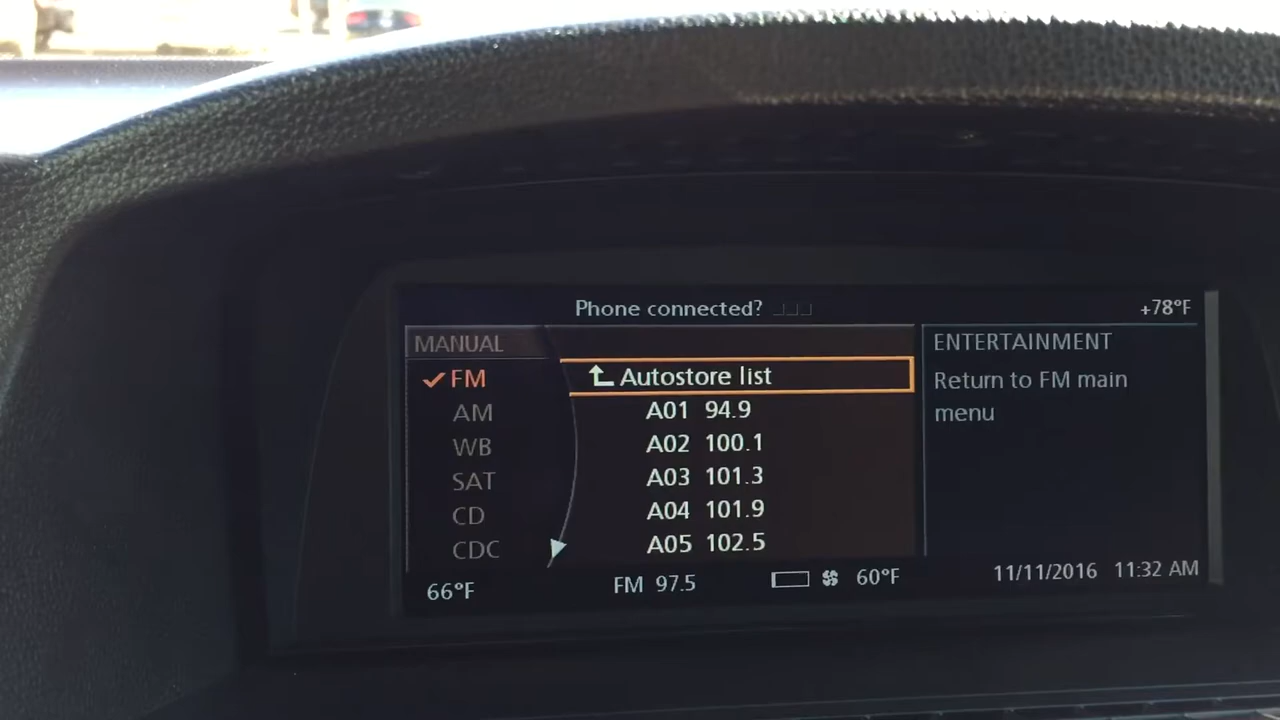 Phone connected? +78°F
MANUAL
FM
AM
WB
SAT
CD
CDC
Autostore list
A01 94.9
A02 100.1
A03 101.3
A04 101.9
A05 102.5
ENTERTAINMENT
Return to FM main
menu
66°F FM 97.5 60°F 11/11/2016 11:32 AM